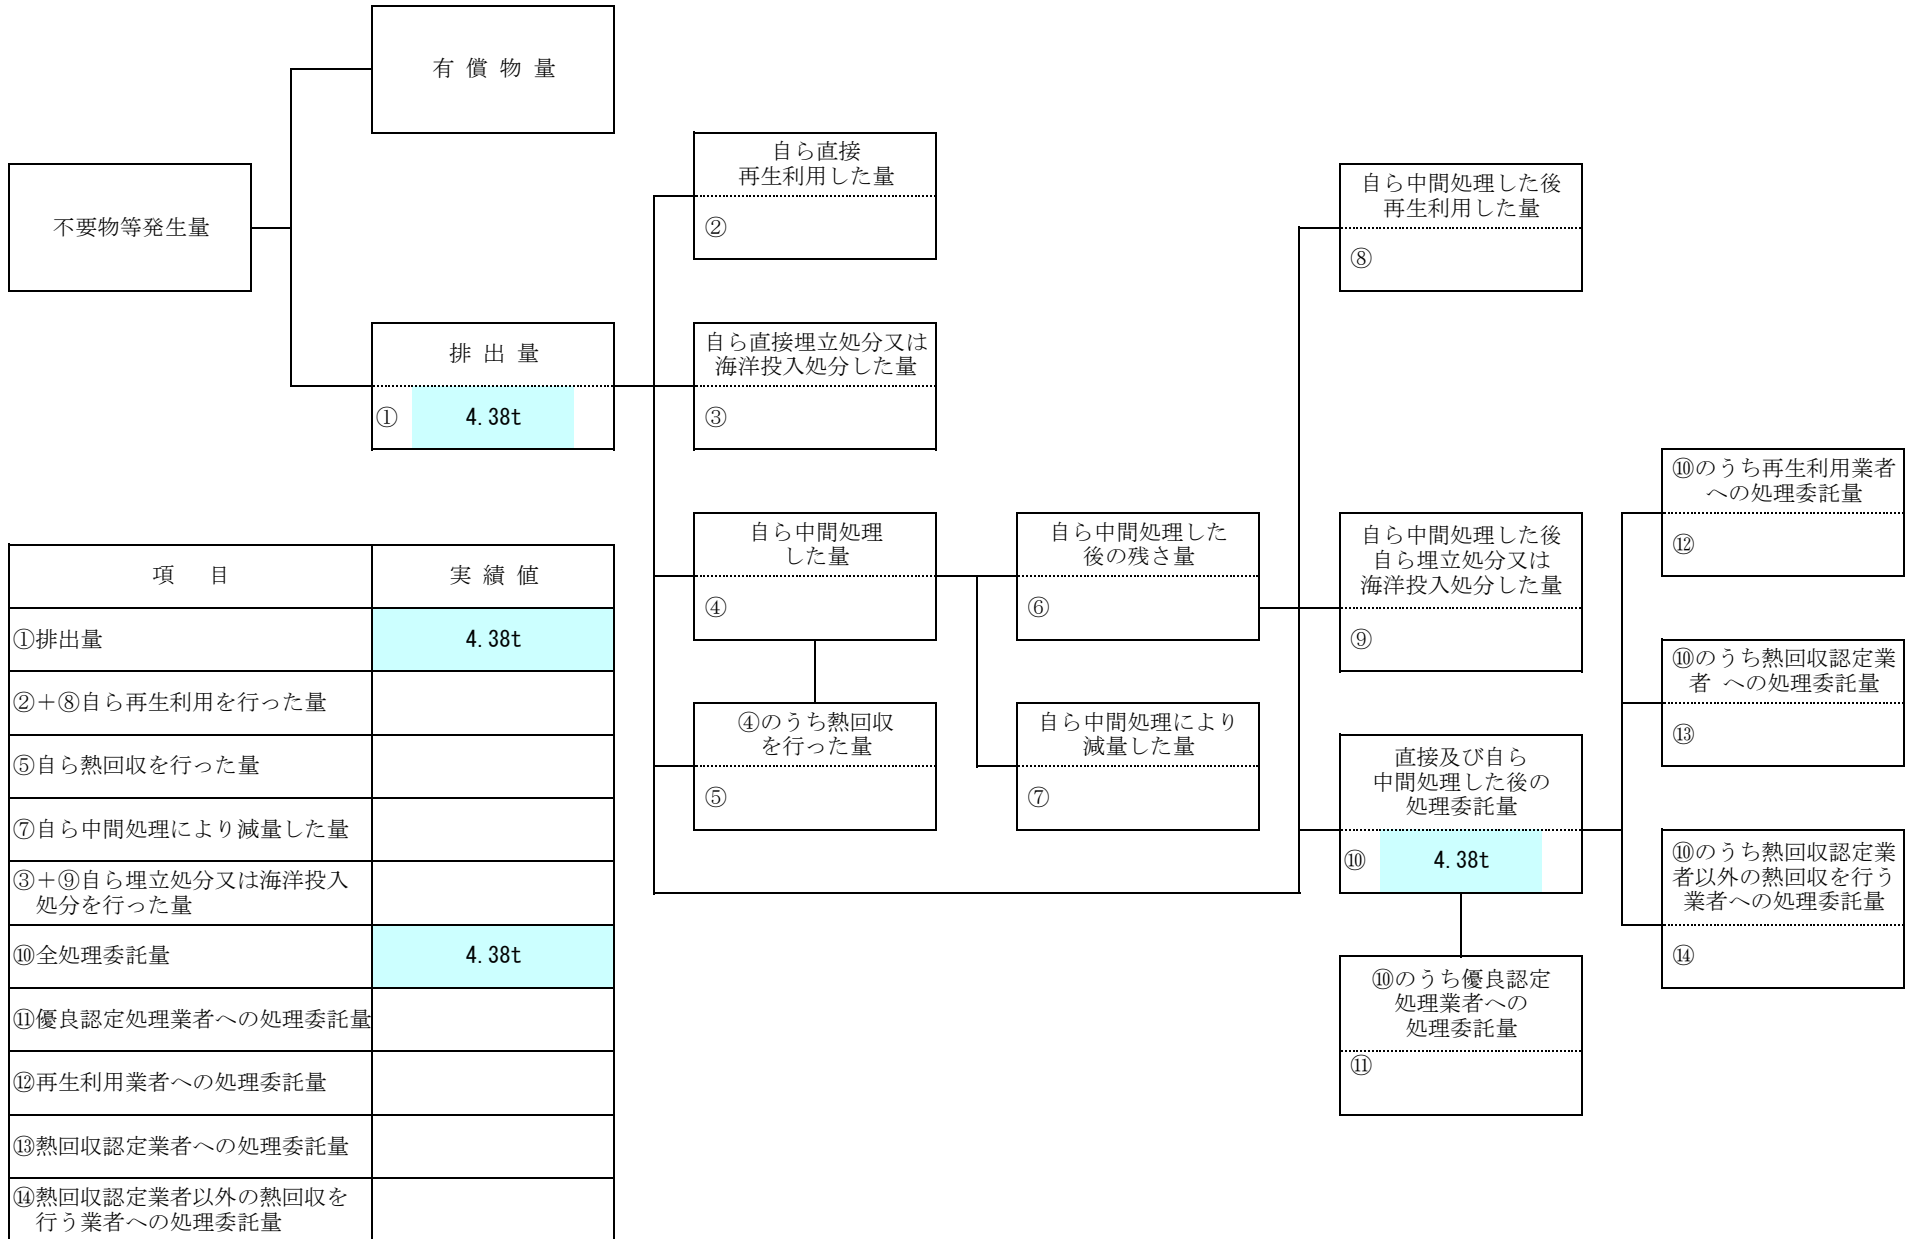 有 償 物 量
不要物等発生量
排 出 量
① 4.38t
自ら直接
再生利用した量
②
自ら直接埋立処分又は
海洋投入処分した量
③
自ら中間処理
した量
④
④のうち熱回収
を行った量
⑤
自ら中間処理した
後の残さ量
⑥
自ら中間処理により
減量した量
⑦
自ら中間処理した後
再生利用した量
⑧
自ら中間処理した後
自ら埋立処分又は
海洋投入処分した量
⑨
直接及び自ら
中間処理した後の
処理委託量
⑩ 4.38t
⑩のうち優良認定
処理業者への
処理委託量
⑪
⑩のうち再生利用業者
への処理委託量
⑫
⑩のうち熱回収認定業
者 への処理委託量
⑬
⑩のうち熱回収認定業
者以外の熱回収を行う
業者への処理委託量
⑭
項 目 実 績 値
①排出量 4.38t
②＋⑧自ら再生利用を行った量
⑤自ら熱回収を行った量
⑦自ら中間処理により減量した量
③＋⑨自ら埋立処分又は海洋投入
処分を行った量
⑩全処理委託量 4.38t
⑪優良認定処理業者への処理委託量
⑫再生利用業者への処理委託量
⑬熱回収認定業者への処理委託量
⑭熱回収認定業者以外の熱回収を
行う業者への処理委託量